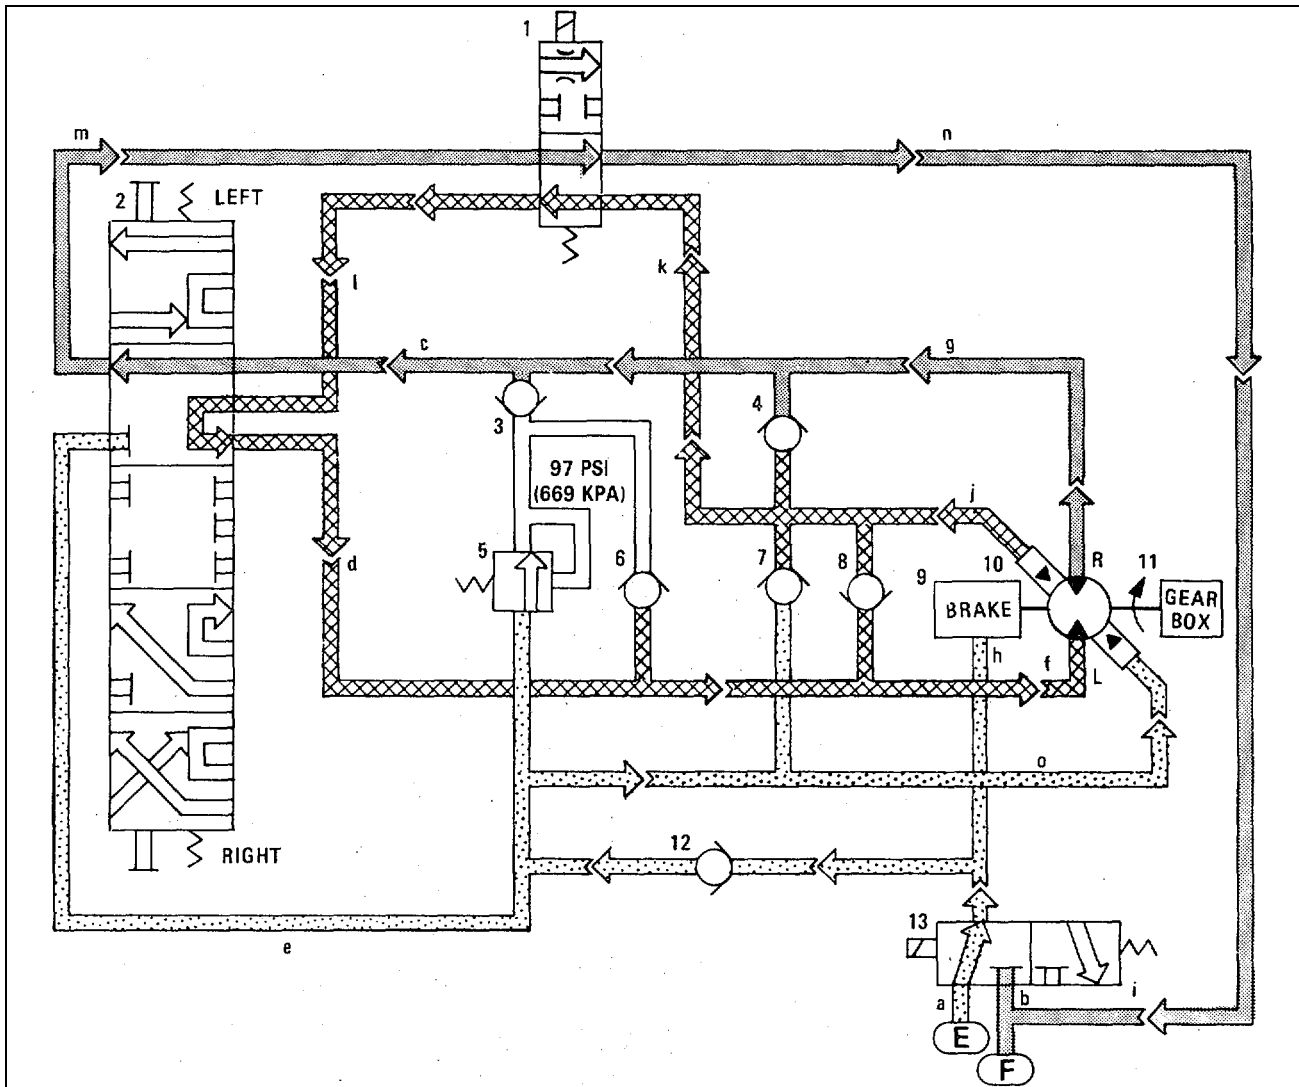 1
m
n
2
LEFT
k
l
c
g
3
4
97 PSI
(669 KPA)
j
5
6
7
8
9
10
R
11
d
BRAKE
GEAR
BOX
h
f
L
o
12
RIGHT
e
13
a
b
i
E
F